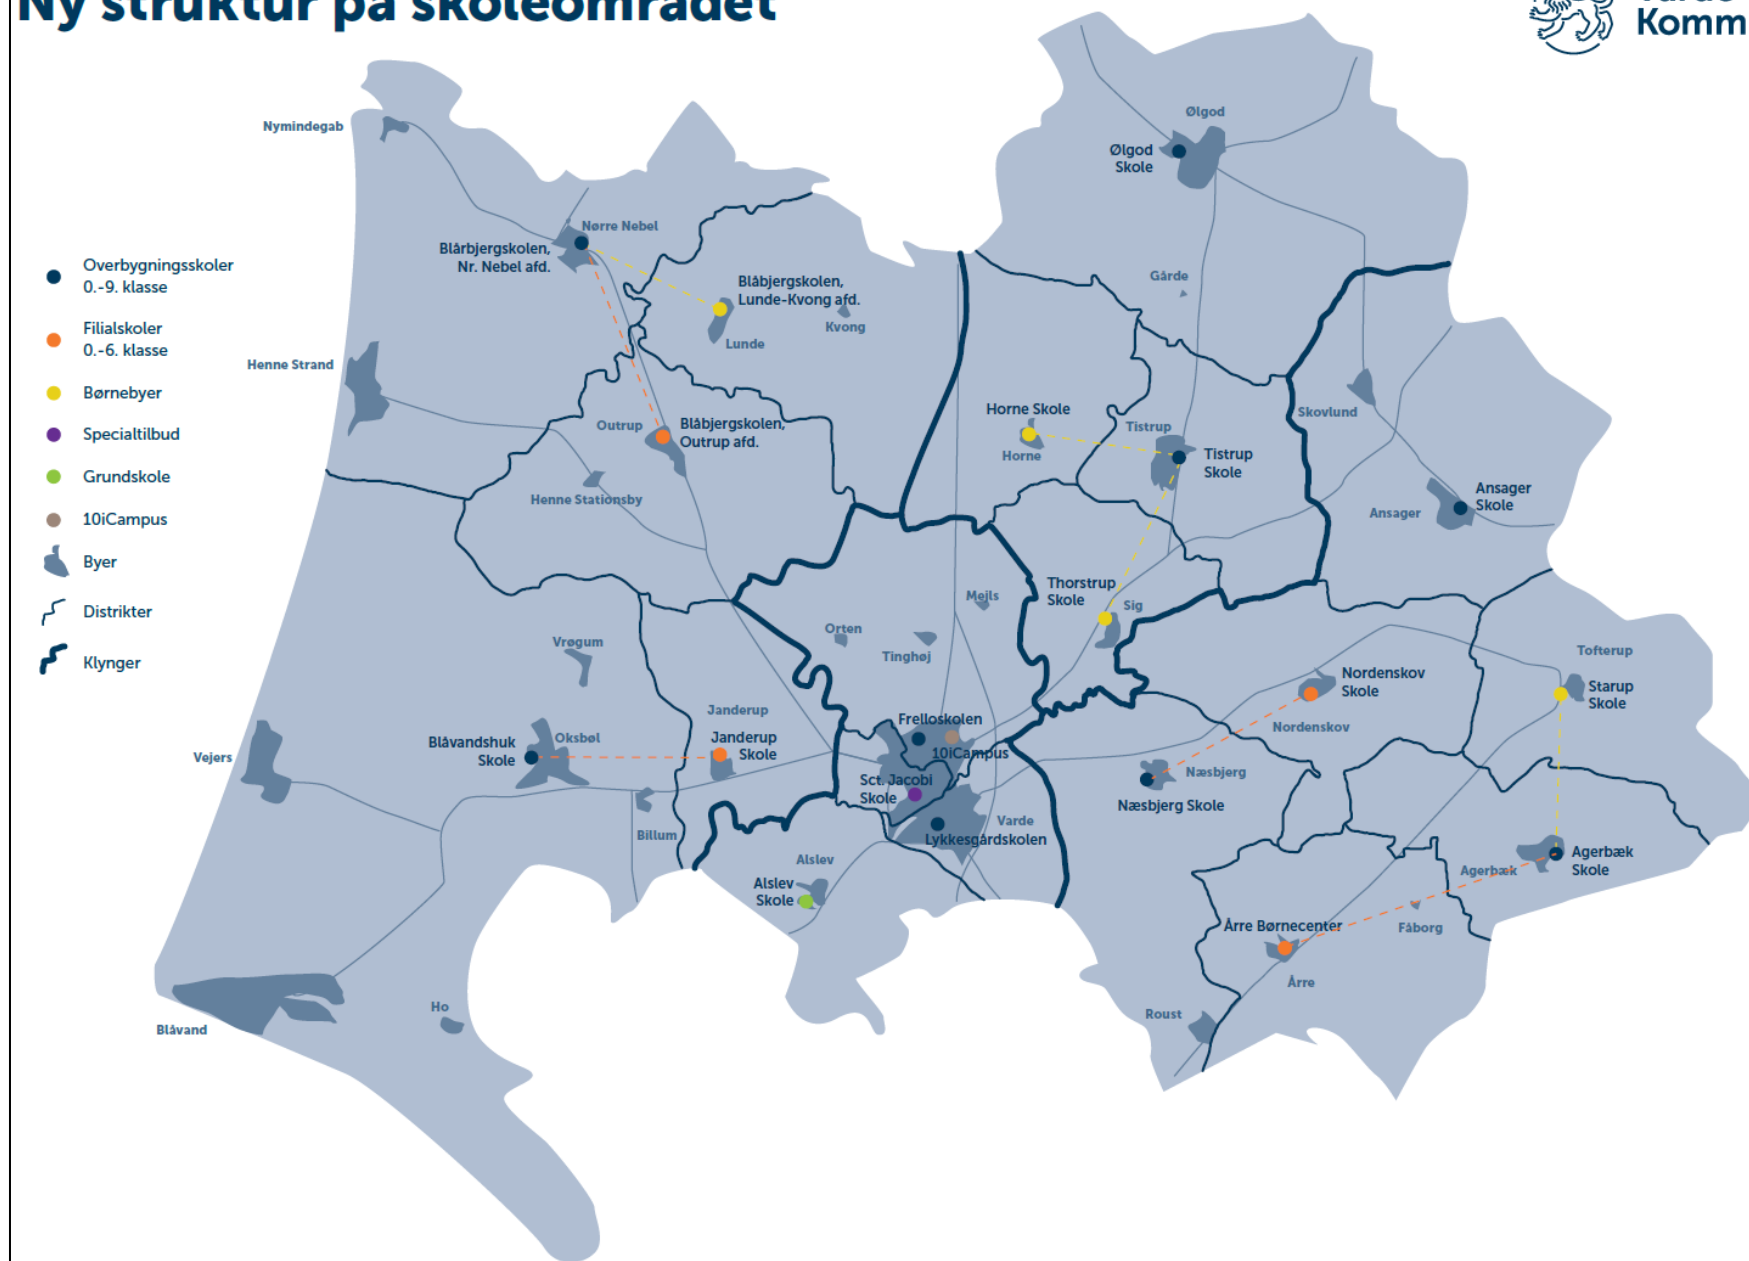 Ny struktur på skoleområdet
Komm
Overbygningsskoler
0.-9. klasse
Filialskoler
0.-6. klasse
Børnebyer
Specialtilbud
Grundskole
10iCampus
Byer
Distrikter
Klynger
Nymindegab
Nørre Nebel
Blårbjergskolen,
Nr. Nebel afd.
Blåbjergskolen,
Lunde-Kvong afd.
Kvong
Lunde
Henne Strand
Outrup
Blåbjergskolen,
Outrup afd.
Henne Stationsby
Ølgod
Ølgod
Skole
Gårde
Horne Skole
Horne
Tistrup
Tistrup
Skole
Skovlund
Ansager
Skole
Ansager
Thorstrup
Skole
Sig
Mejls
Orten
Tinghøj
Vrøgum
Janderup
Janderup
Skole
Oksbøl
Blåvandshuk
Skole
Vejers
Billum
Frelloskolen
10iCampus
Sct. Jacobi
Skole
Varde
Lykkesgårdskolen
Alslev
Alslev
Skole
Nordenskov
Skole
Nordenskov
Næsbjerg
Næsbjerg Skole
Tofterup
Starup
Skole
Agerbæk
Skole
Agerbæk
Fåborg
Årre Børnecenter
Årre
Roust
Ho
Blåvand